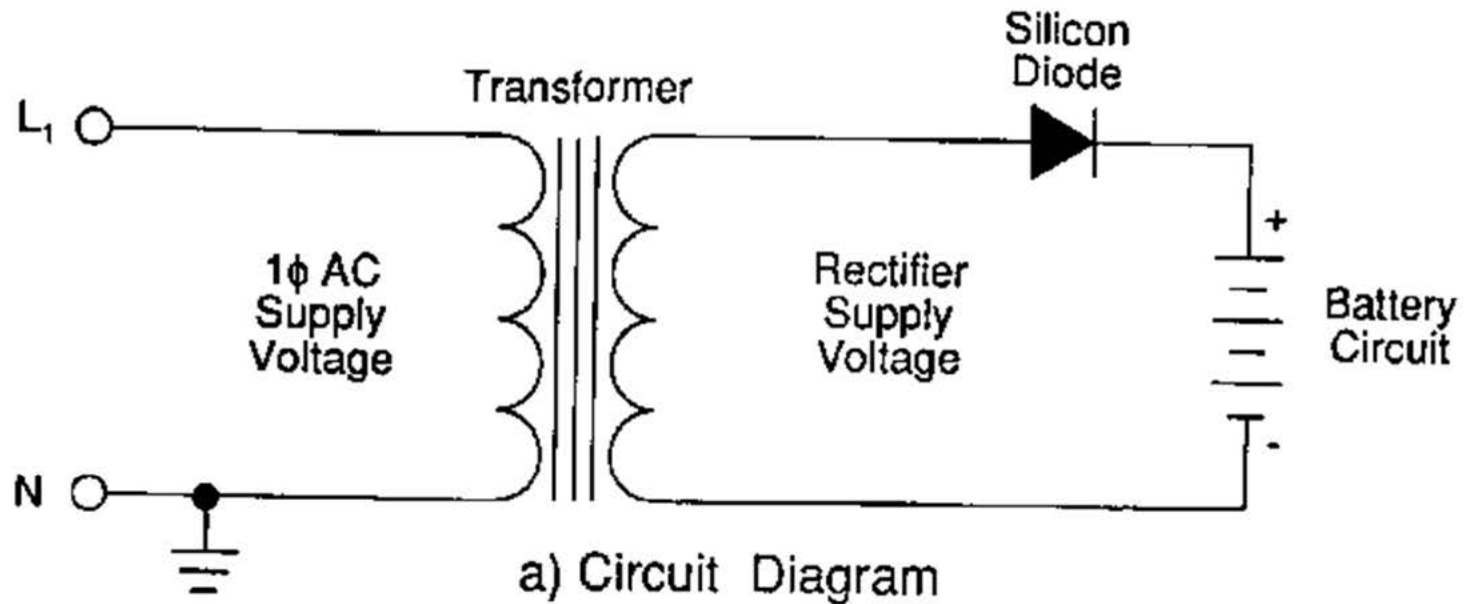 Silicon
Diode
Transformer
L₁
1ϕ AC
Supply
Voltage
Rectifier
Supply
Voltage
+
Battery
Circuit
-
N
a) Circuit Diagram